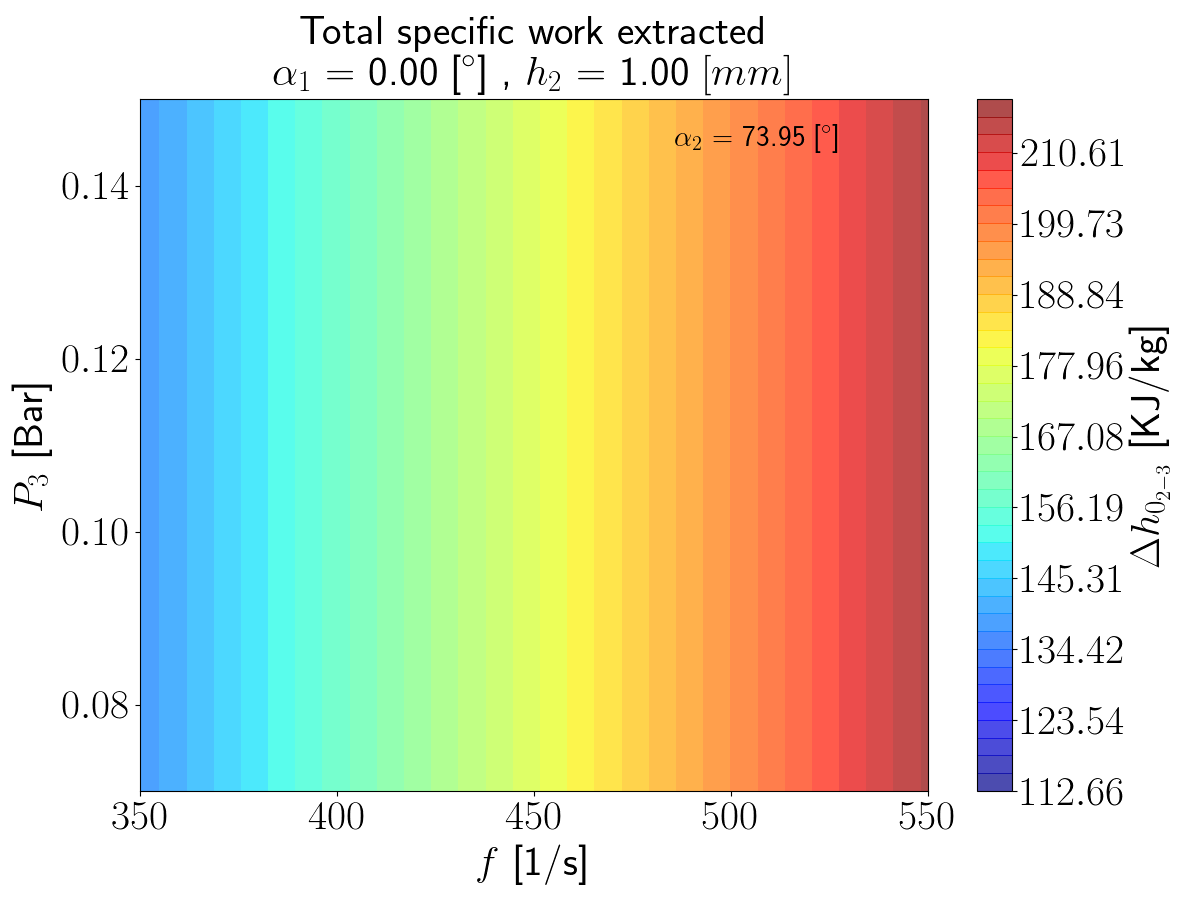 Total specific work extracted
α₁ = 0.00 [°] , h₂ = 1.00 [mm]
α₂ = 73.95 [°]
0.14
0.12
0.10
0.08
P₃ [Bar]
350 400 450 500 550
f [1/s]
210.61
199.73
188.84
177.96
167.08
156.19
145.31
134.42
123.54
112.66
Δh₀₂₋₃ [KJ/kg]